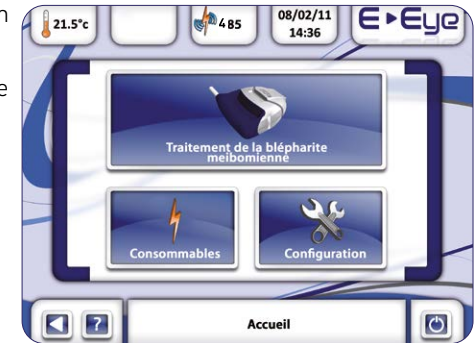 n
e
21.5°c
485
08/02/11
14:36
E▸Eye
Traitement de la blépharite
meibomienne
Consommables
Configuration
?
Accueil